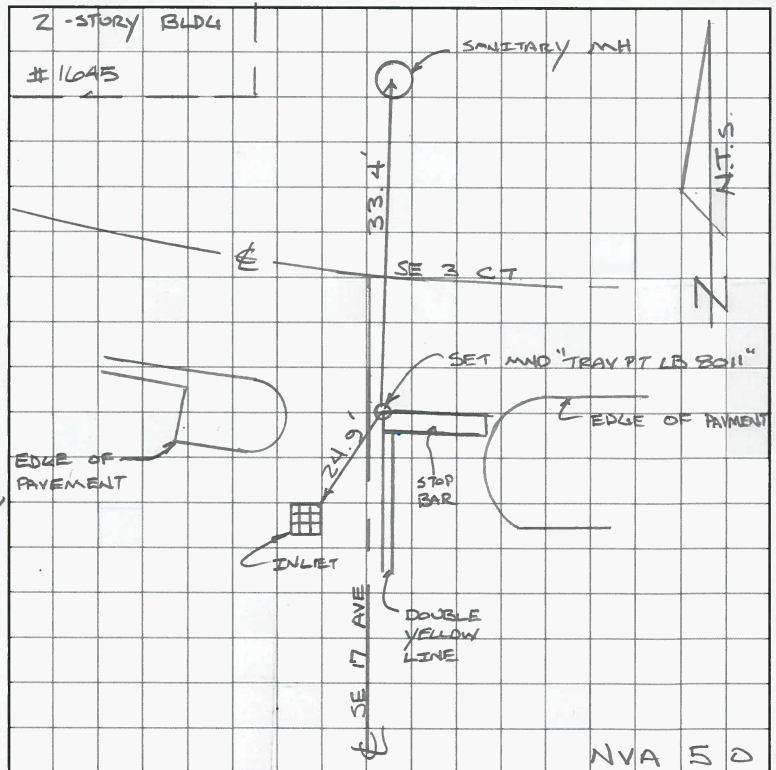 2 -STORY BLDG
#1645
SANITARY MH
33.4'
N.T.S.
N
℄
SE 3 CT
SET MND "TRAV PT LB 8011"
EDGE OF PAVMENT
24.9'
EDGE OF
PAVEMENT
STOP
BAR
INLET
DOUBLE
YELLOW
LINE
℄ SE 17 AVE
NVA 50